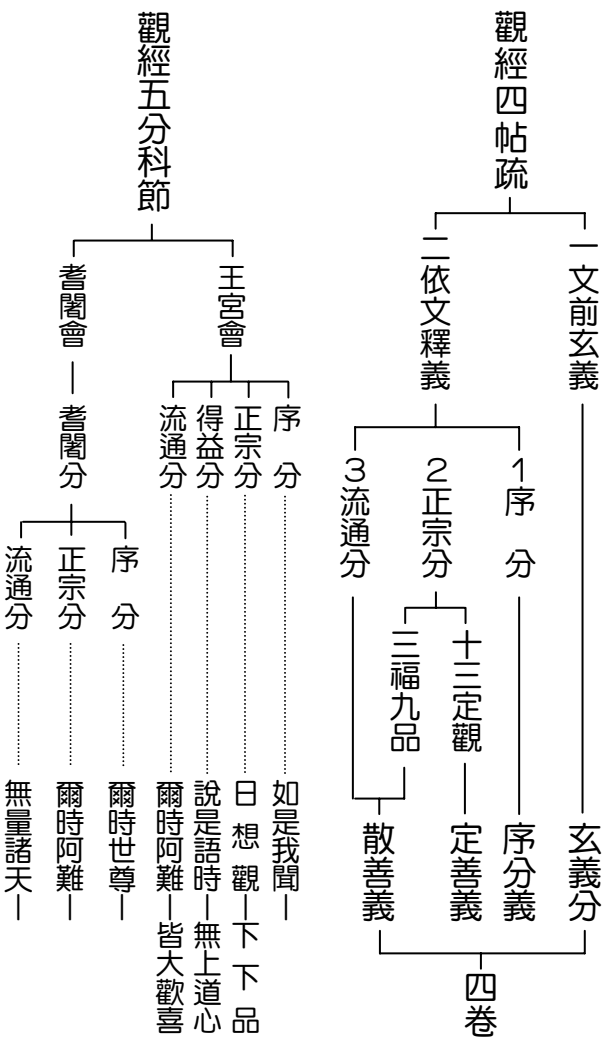 觀經四帖疏
一文前玄義
玄義分
二依文釋義
1序 分
序分義
2正宗分
十三定觀
定善義
三福九品
3流通分
散善義
四卷
觀經五分科節
王宮會
序 分
如是我聞—
正宗分
日想觀—下下品
得益分
說是語時—無上道心
流通分
爾時阿難—皆大歡喜
耆闍會—耆闍分
序 分
爾時世尊—
正宗分
爾時阿難—
流通分
無量諸天—